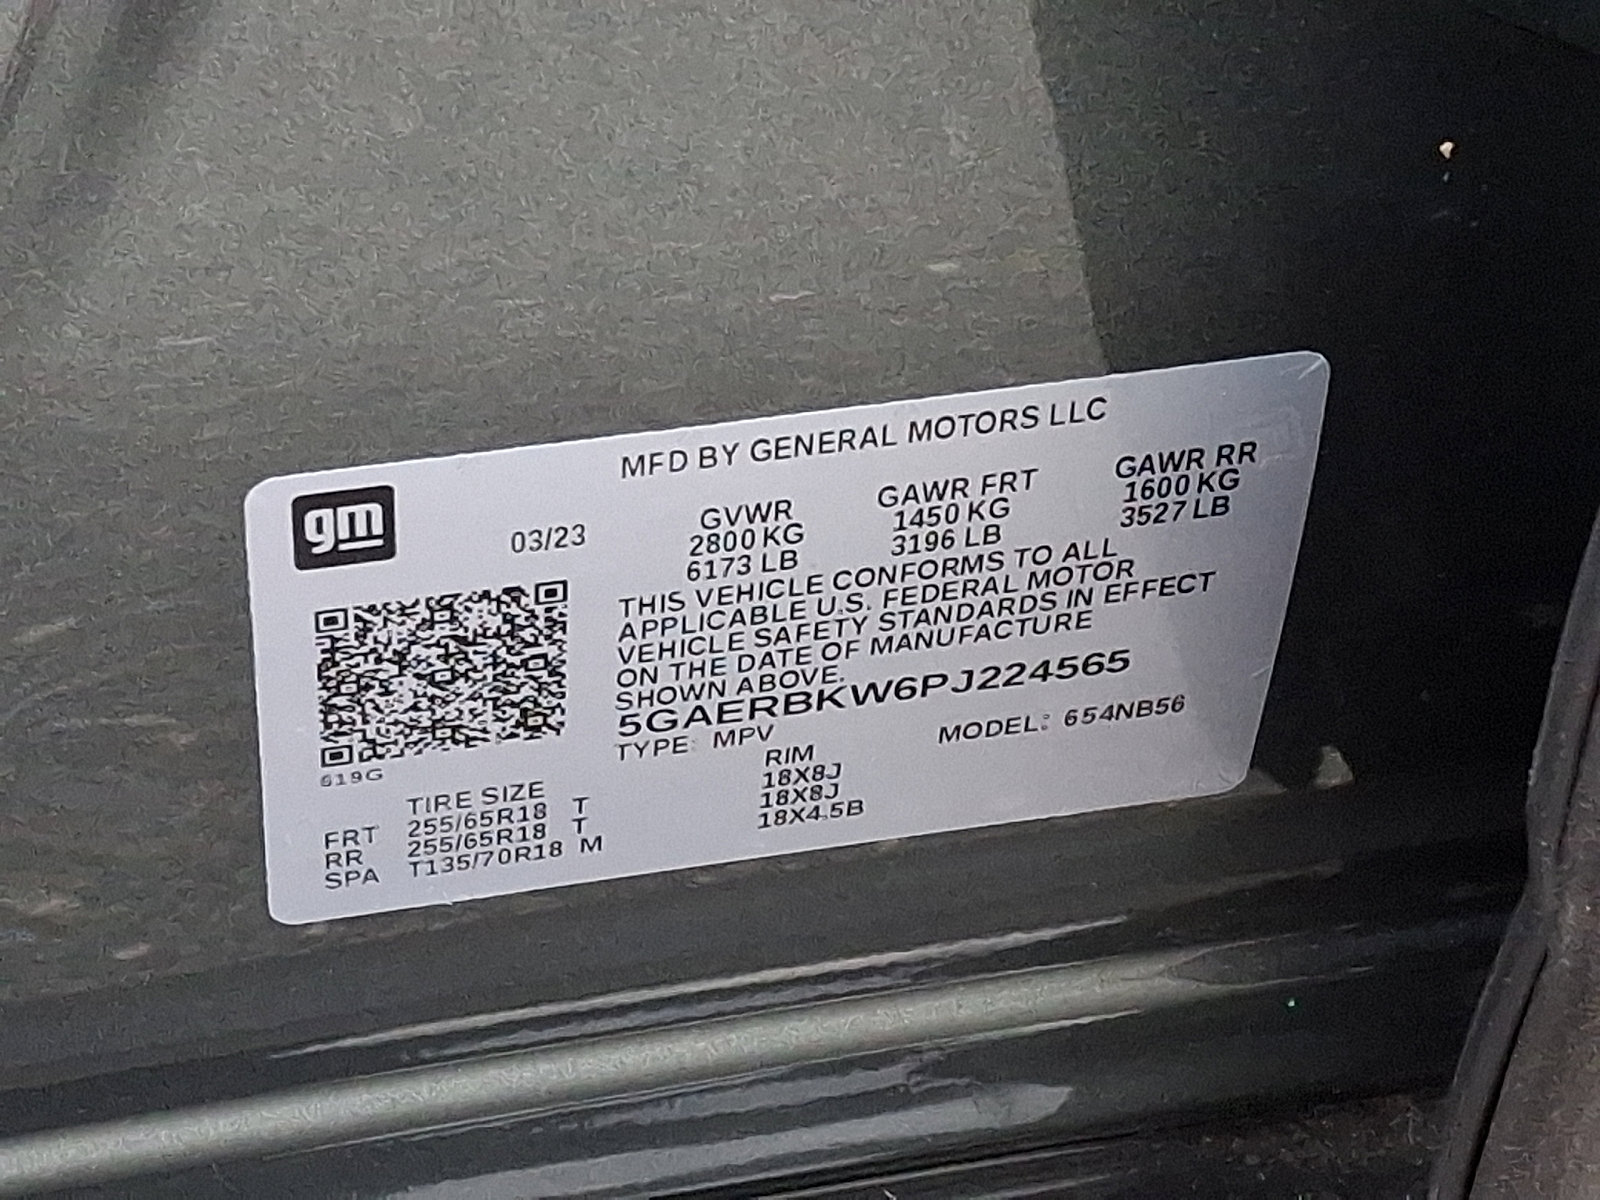 MFD BY GENERAL MOTORS LLC
gm
03/23
GVWR
2800 KG
6173 LB
GAWR FRT
1450 KG
3196 LB
GAWR RR
1600 KG
3527 LB
THIS VEHICLE CONFORMS TO ALL
APPLICABLE U.S. FEDERAL MOTOR
VEHICLE SAFETY STANDARDS IN EFFECT
ON THE DATE OF MANUFACTURE
SHOWN ABOVE.
5GAERBKW6PJ224565
TYPE: MPV MODEL: 654NB56
619G
TIRE SIZE RIM
FRT 255/65R18 T 18X8J
RR 255/65R18 T 18X8J
SPA T135/70R18 M 18X4.5B